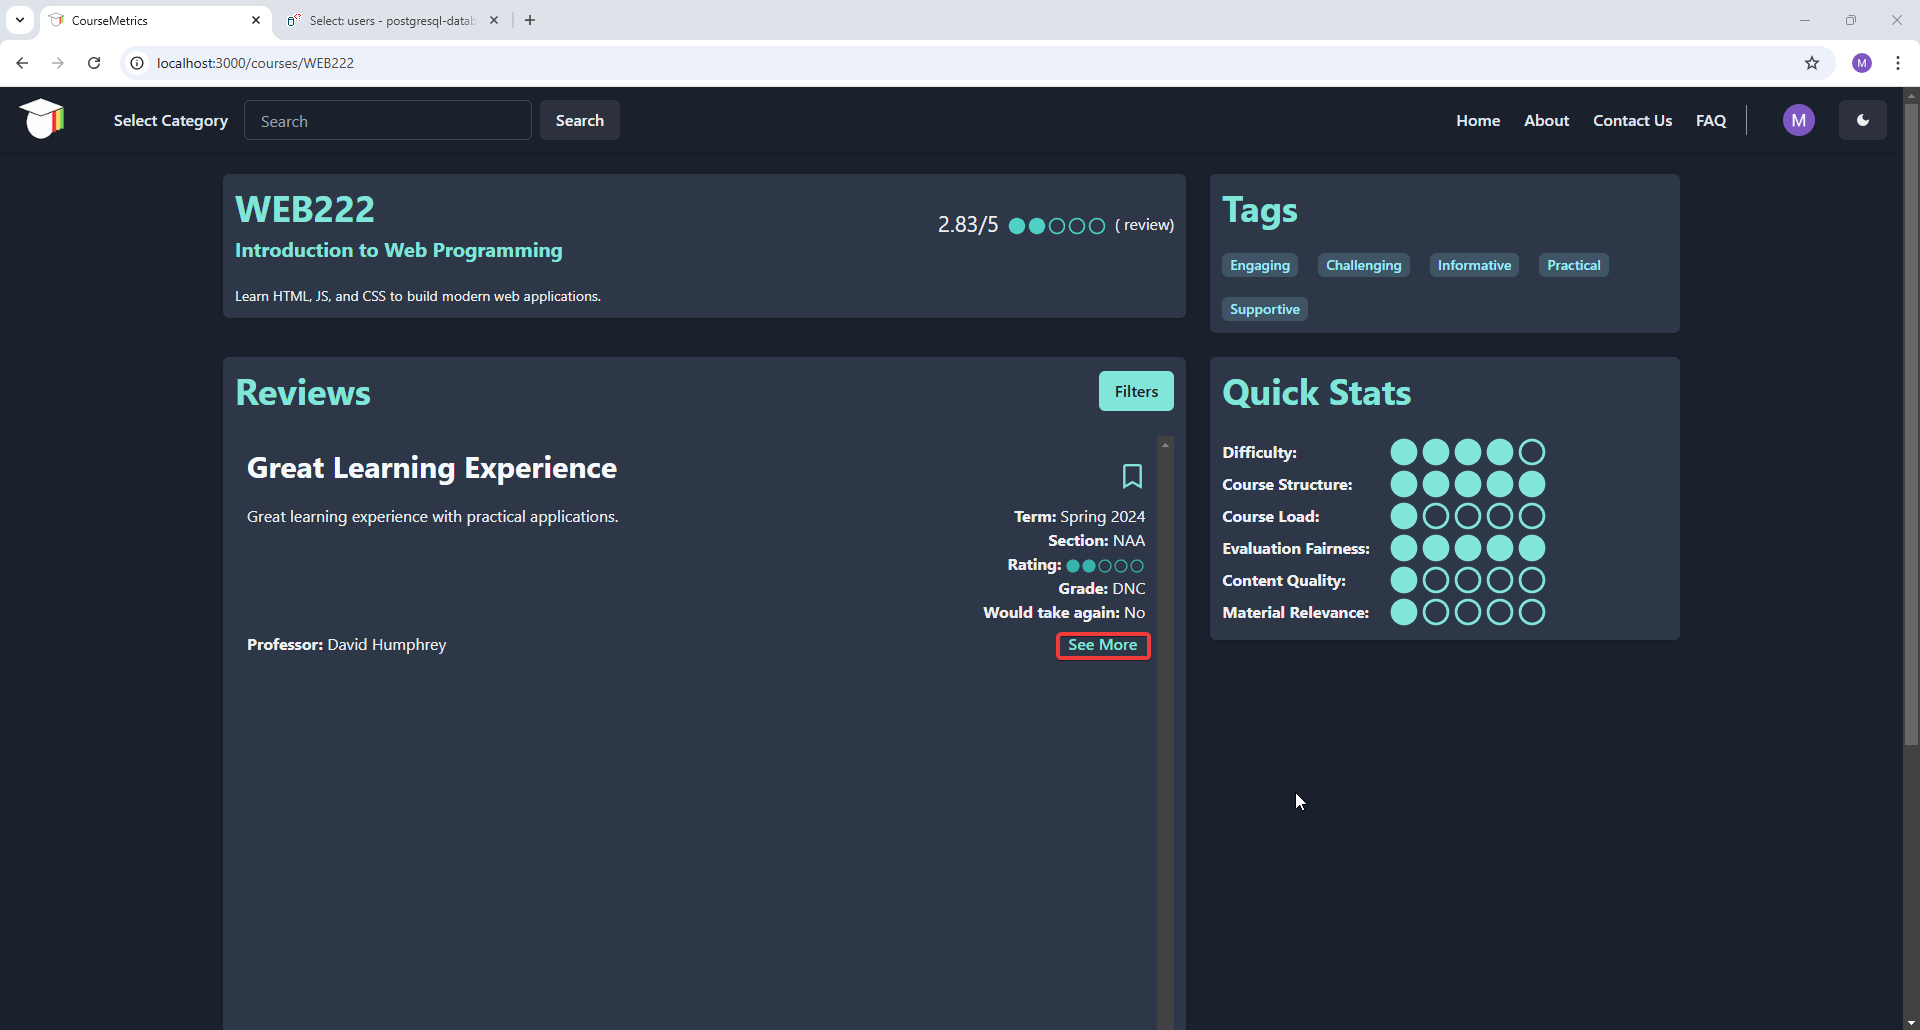 CourseMetrics
Select: users - postgresql-datab
localhost:3000/courses/WEB222
M
Select Category
Search
Search
Home
About
Contact Us
FAQ
M
WEB222
Introduction to Web Programming
2.83/5
( review)
Learn HTML, JS, and CSS to build modern web applications.
Tags
Engaging
Challenging
Informative
Practical
Supportive
Reviews
Filters
Great Learning Experience
Great learning experience with practical applications.
Term: Spring 2024
Section: NAA
Rating:
Grade: DNC
Would take again: No
Professor: David Humphrey
See More
Quick Stats
Difficulty:
Course Structure:
Course Load:
Evaluation Fairness:
Content Quality:
Material Relevance: